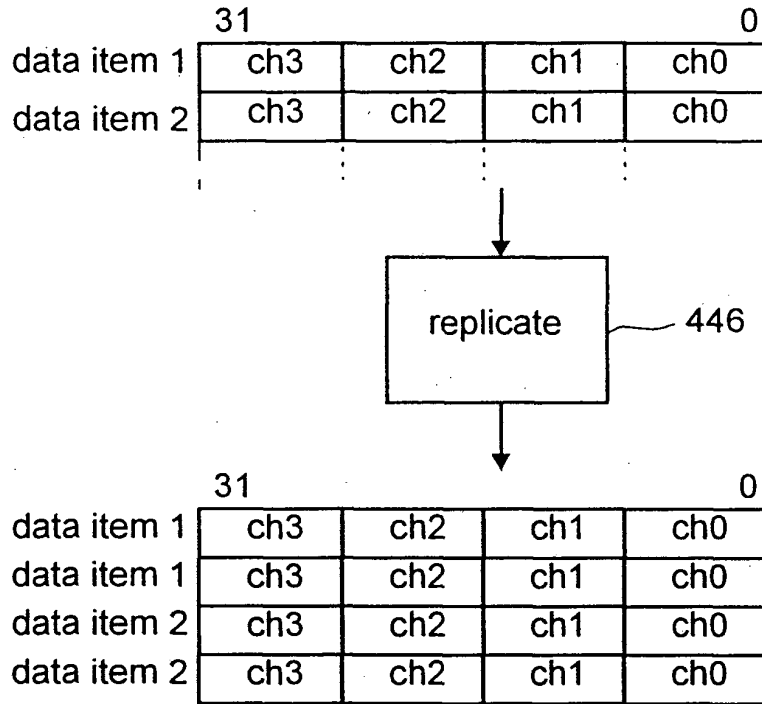 31 0
data item 1 ch3 ch2 ch1 ch0
data item 2 ch3 ch2 ch1 ch0
replicate 446
31 0
data item 1 ch3 ch2 ch1 ch0
data item 1 ch3 ch2 ch1 ch0
data item 2 ch3 ch2 ch1 ch0
data item 2 ch3 ch2 ch1 ch0